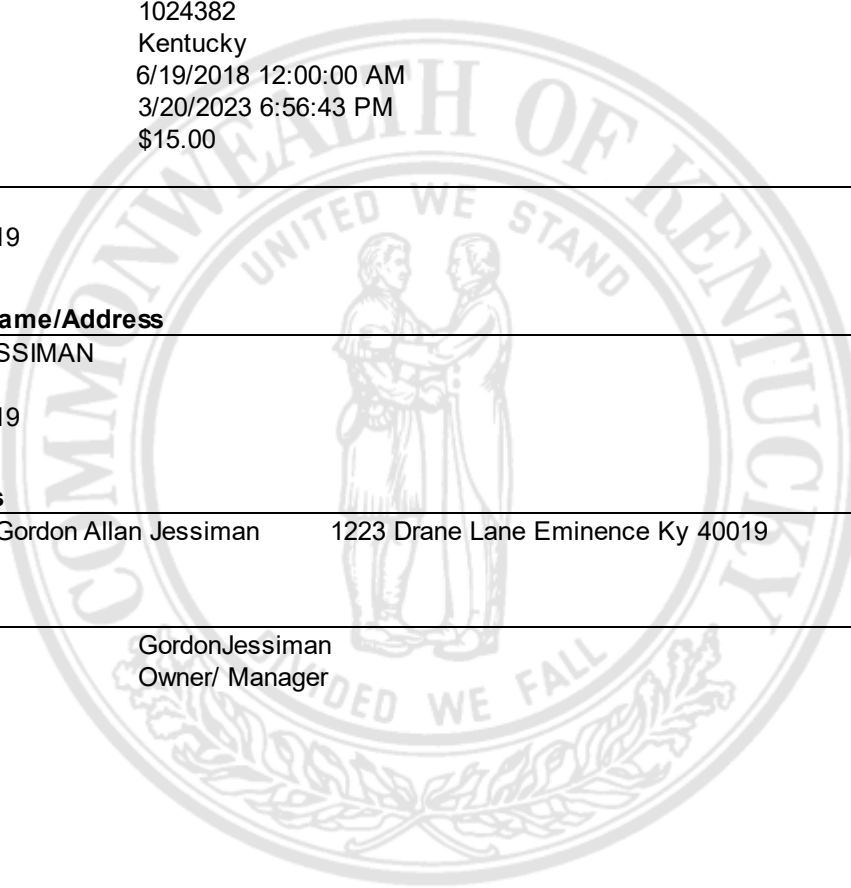 1024382
Kentucky
6/19/2018 12:00:00 AM
3/20/2023 6:56:43 PM
$15.00
19
ame/Address
SSIMAN
19
s
Gordon Allan Jessiman 1223 Drane Lane Eminence Ky 40019
GordonJessiman
Owner/ Manager
COMMONWEALTH OF KENTUCKY
UNITED WE STAND
DIVIDED WE FALL